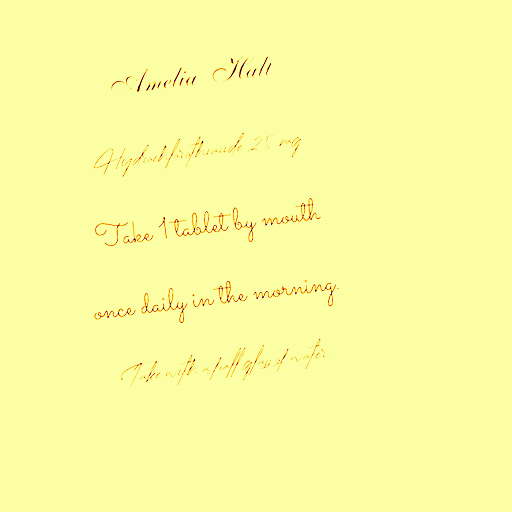 Amelia Hall
Hydrochlorothiazide 25 mg
Take 1 tablet by mouth
once daily in the morning.
Take with a full glass of water